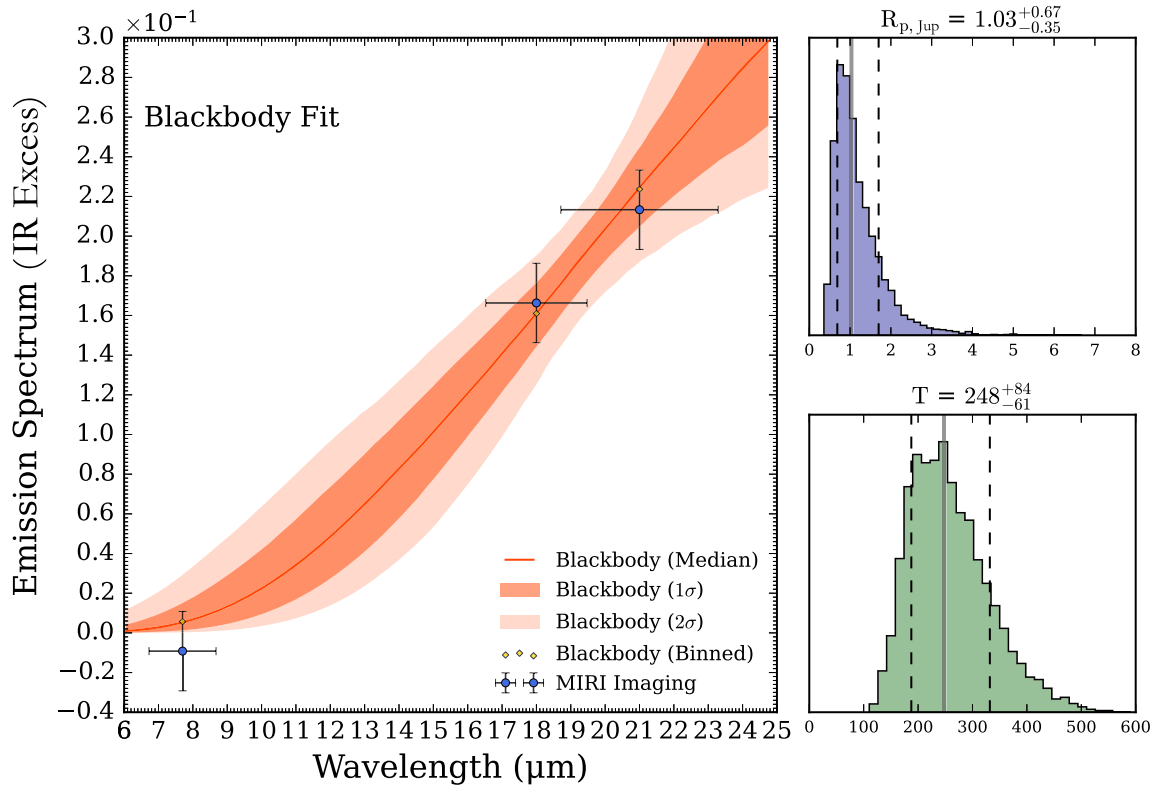 ×10⁻¹
3.0
2.6
2.4
2.2
2.0
1.8
1.6
1.4
1.2
1.0
0.8
0.6
0.4
0.2
0.0
−0.2
−0.4
Emission Spectrum (IR Excess)
Blackbody Fit
Blackbody (Median)
Blackbody (1σ)
Blackbody (2σ)
Blackbody (Binned)
MIRI Imaging
6 7 8 9 10 11 12 13 14 15 16 17 18 19 20 21 22 23 24 25
Wavelength (μm)
R_{p, Jup} = 1.03^{+0.67}_{−0.35}
0 1 2 3 4 5 6 7 8
T = 248^{+84}_{−61}
0 100 200 300 400 500 600